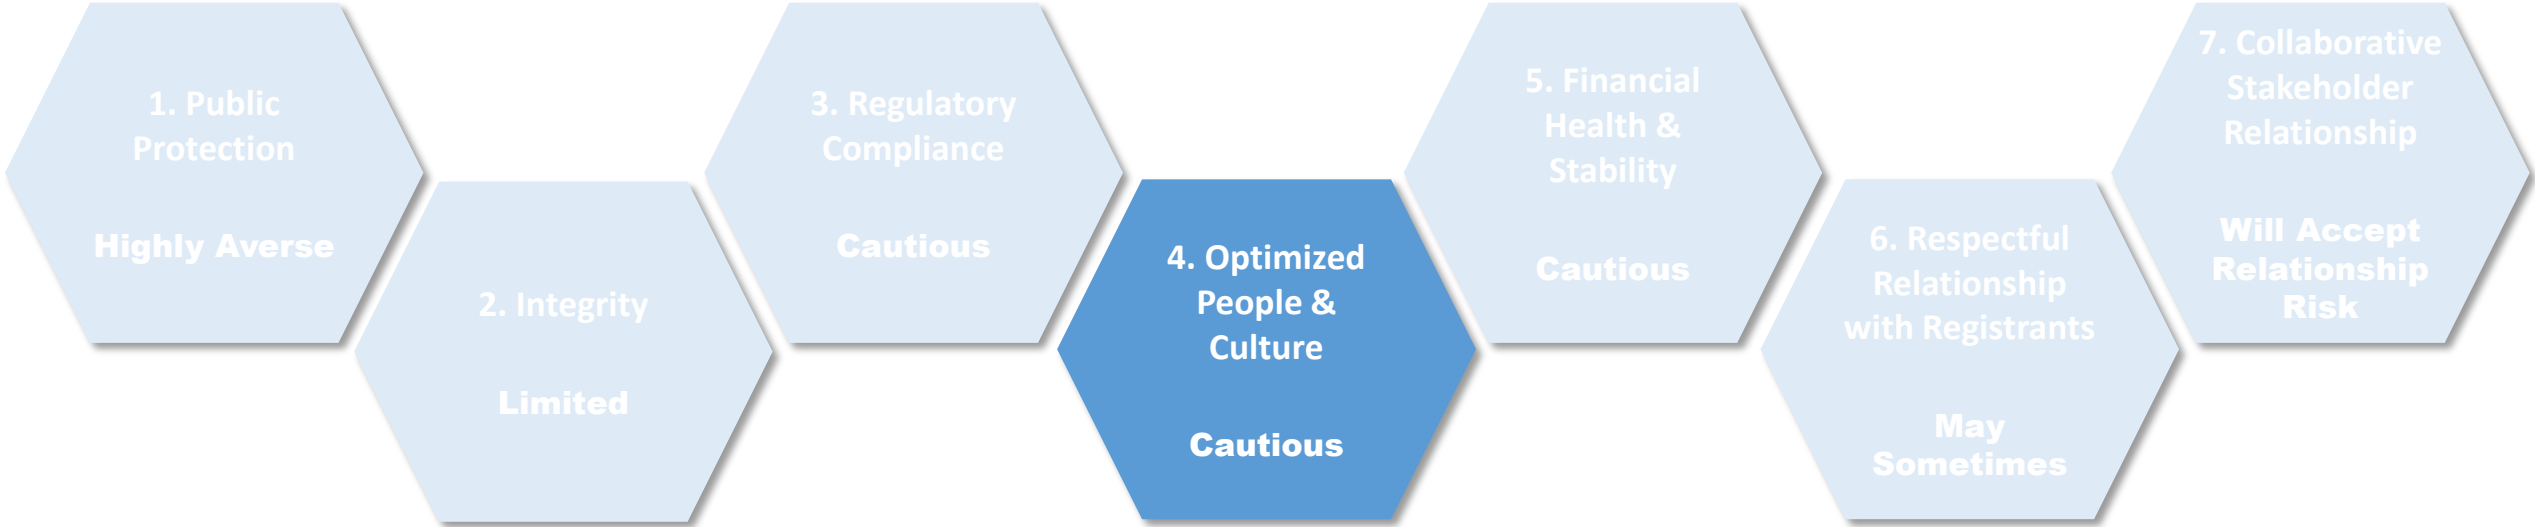 1. Public
Protection
Highly Averse
2. Integrity
Limited
3. Regulatory
Compliance
Cautious
4. Optimized
People &
Culture
Cautious
5. Financial
Health &
Stability
Cautious
6. Respectful
Relationship
with Registrants
May
Sometimes
7. Collaborative
Stakeholder
Relationship
Will Accept
Relationship
Risk